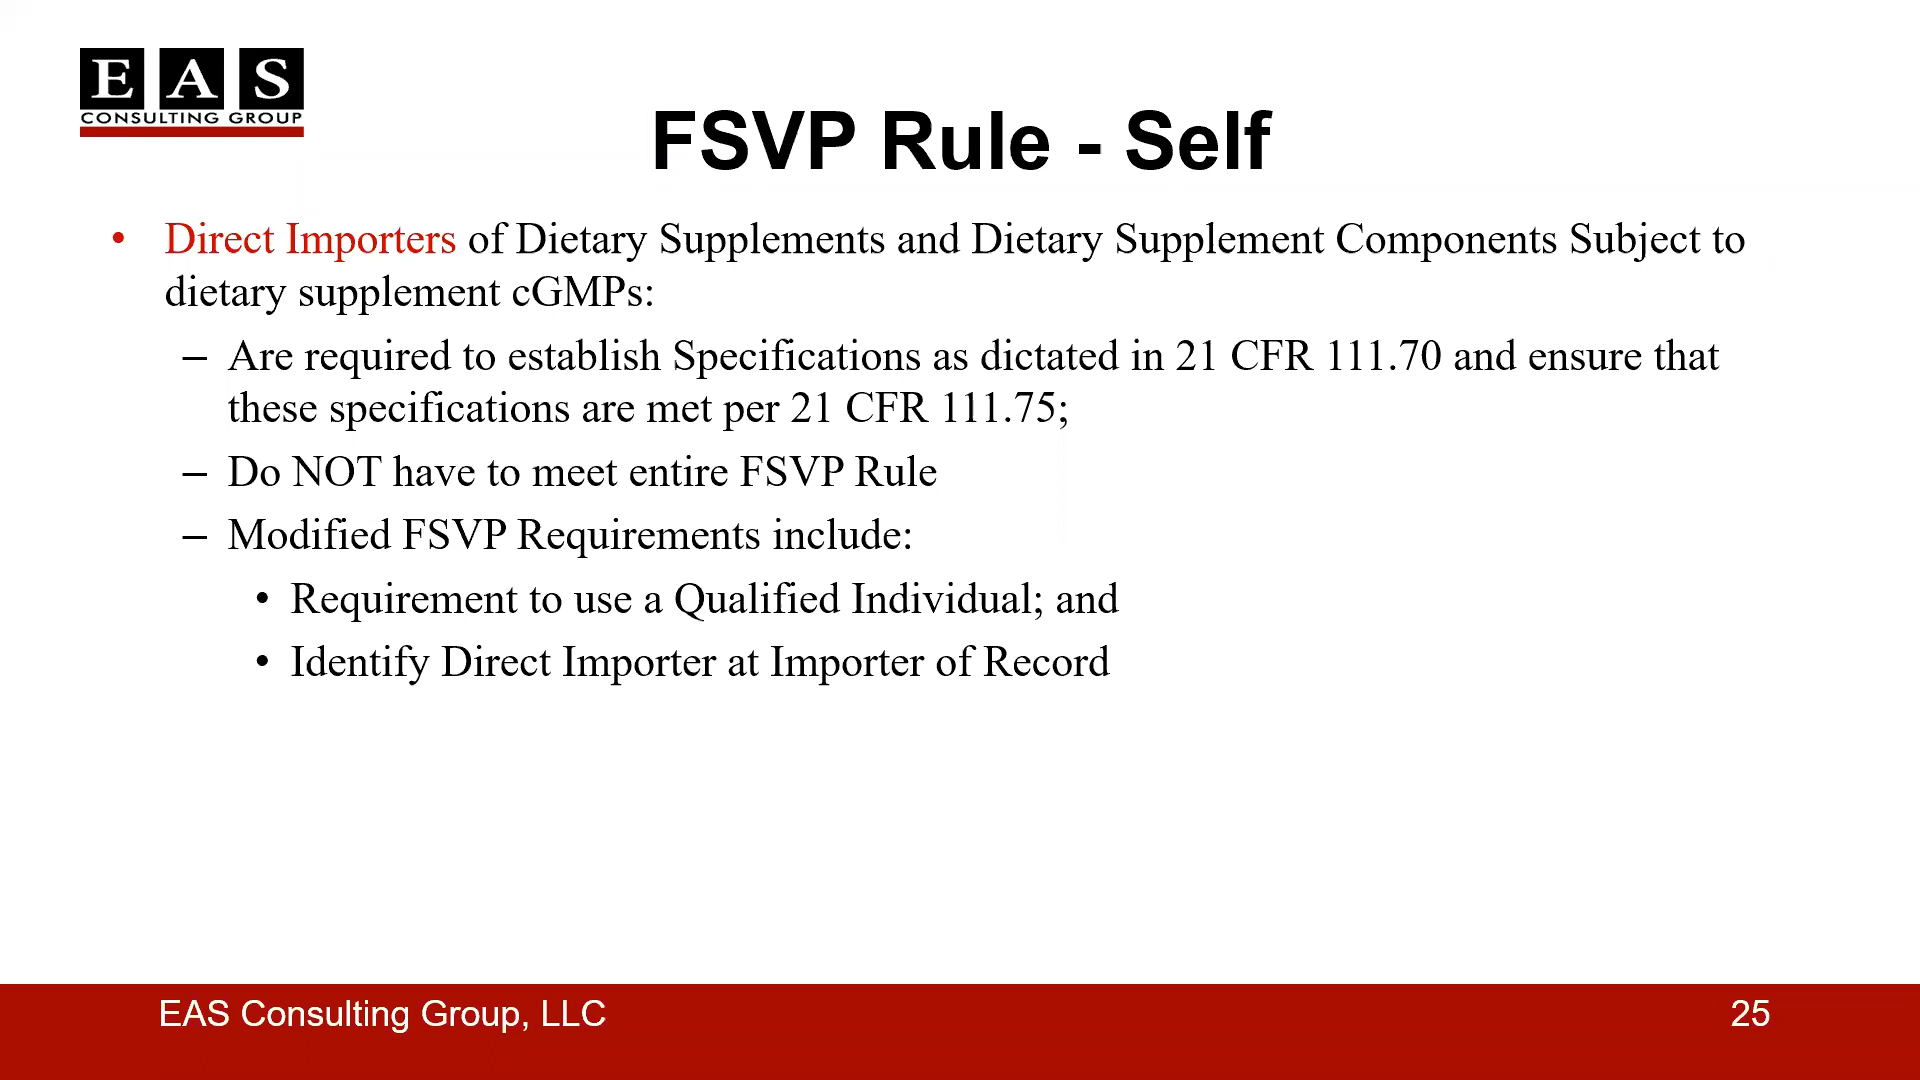 EAS
CONSULTING GROUP
FSVP Rule - Self
• Direct Importers of Dietary Supplements and Dietary Supplement Components Subject to
dietary supplement cGMPs:
– Are required to establish Specifications as dictated in 21 CFR 111.70 and ensure that
these specifications are met per 21 CFR 111.75;
– Do NOT have to meet entire FSVP Rule
– Modified FSVP Requirements include:
• Requirement to use a Qualified Individual; and
• Identify Direct Importer at Importer of Record
EAS Consulting Group, LLC
25